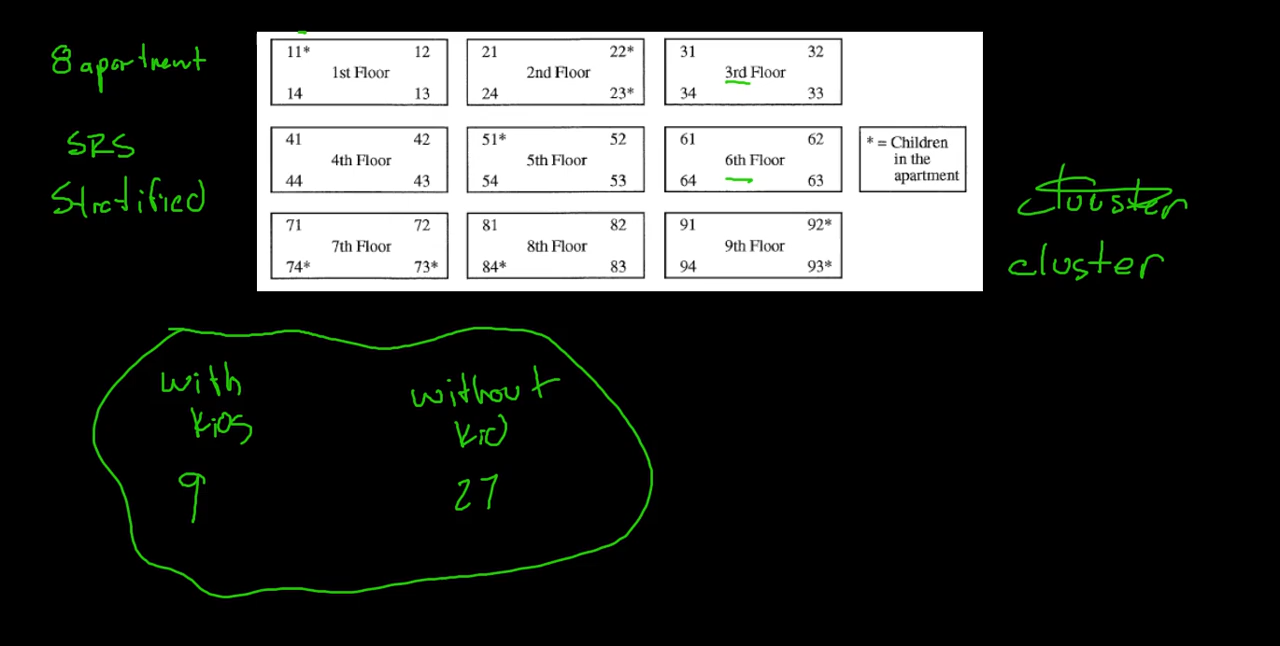 8 apartment
SRS
Stratified
11* 12
1st Floor
14 13
21 22*
2nd Floor
24 23*
31 32
3rd Floor
34 33
41 42
4th Floor
44 43
51* 52
5th Floor
54 53
61 62
6th Floor
64 63
* = Children
in the
apartment
71 72
7th Floor
74* 73*
81 82
8th Floor
84* 83
91 92*
9th Floor
94 93*
cluster
with
kids
9
without
kid
27